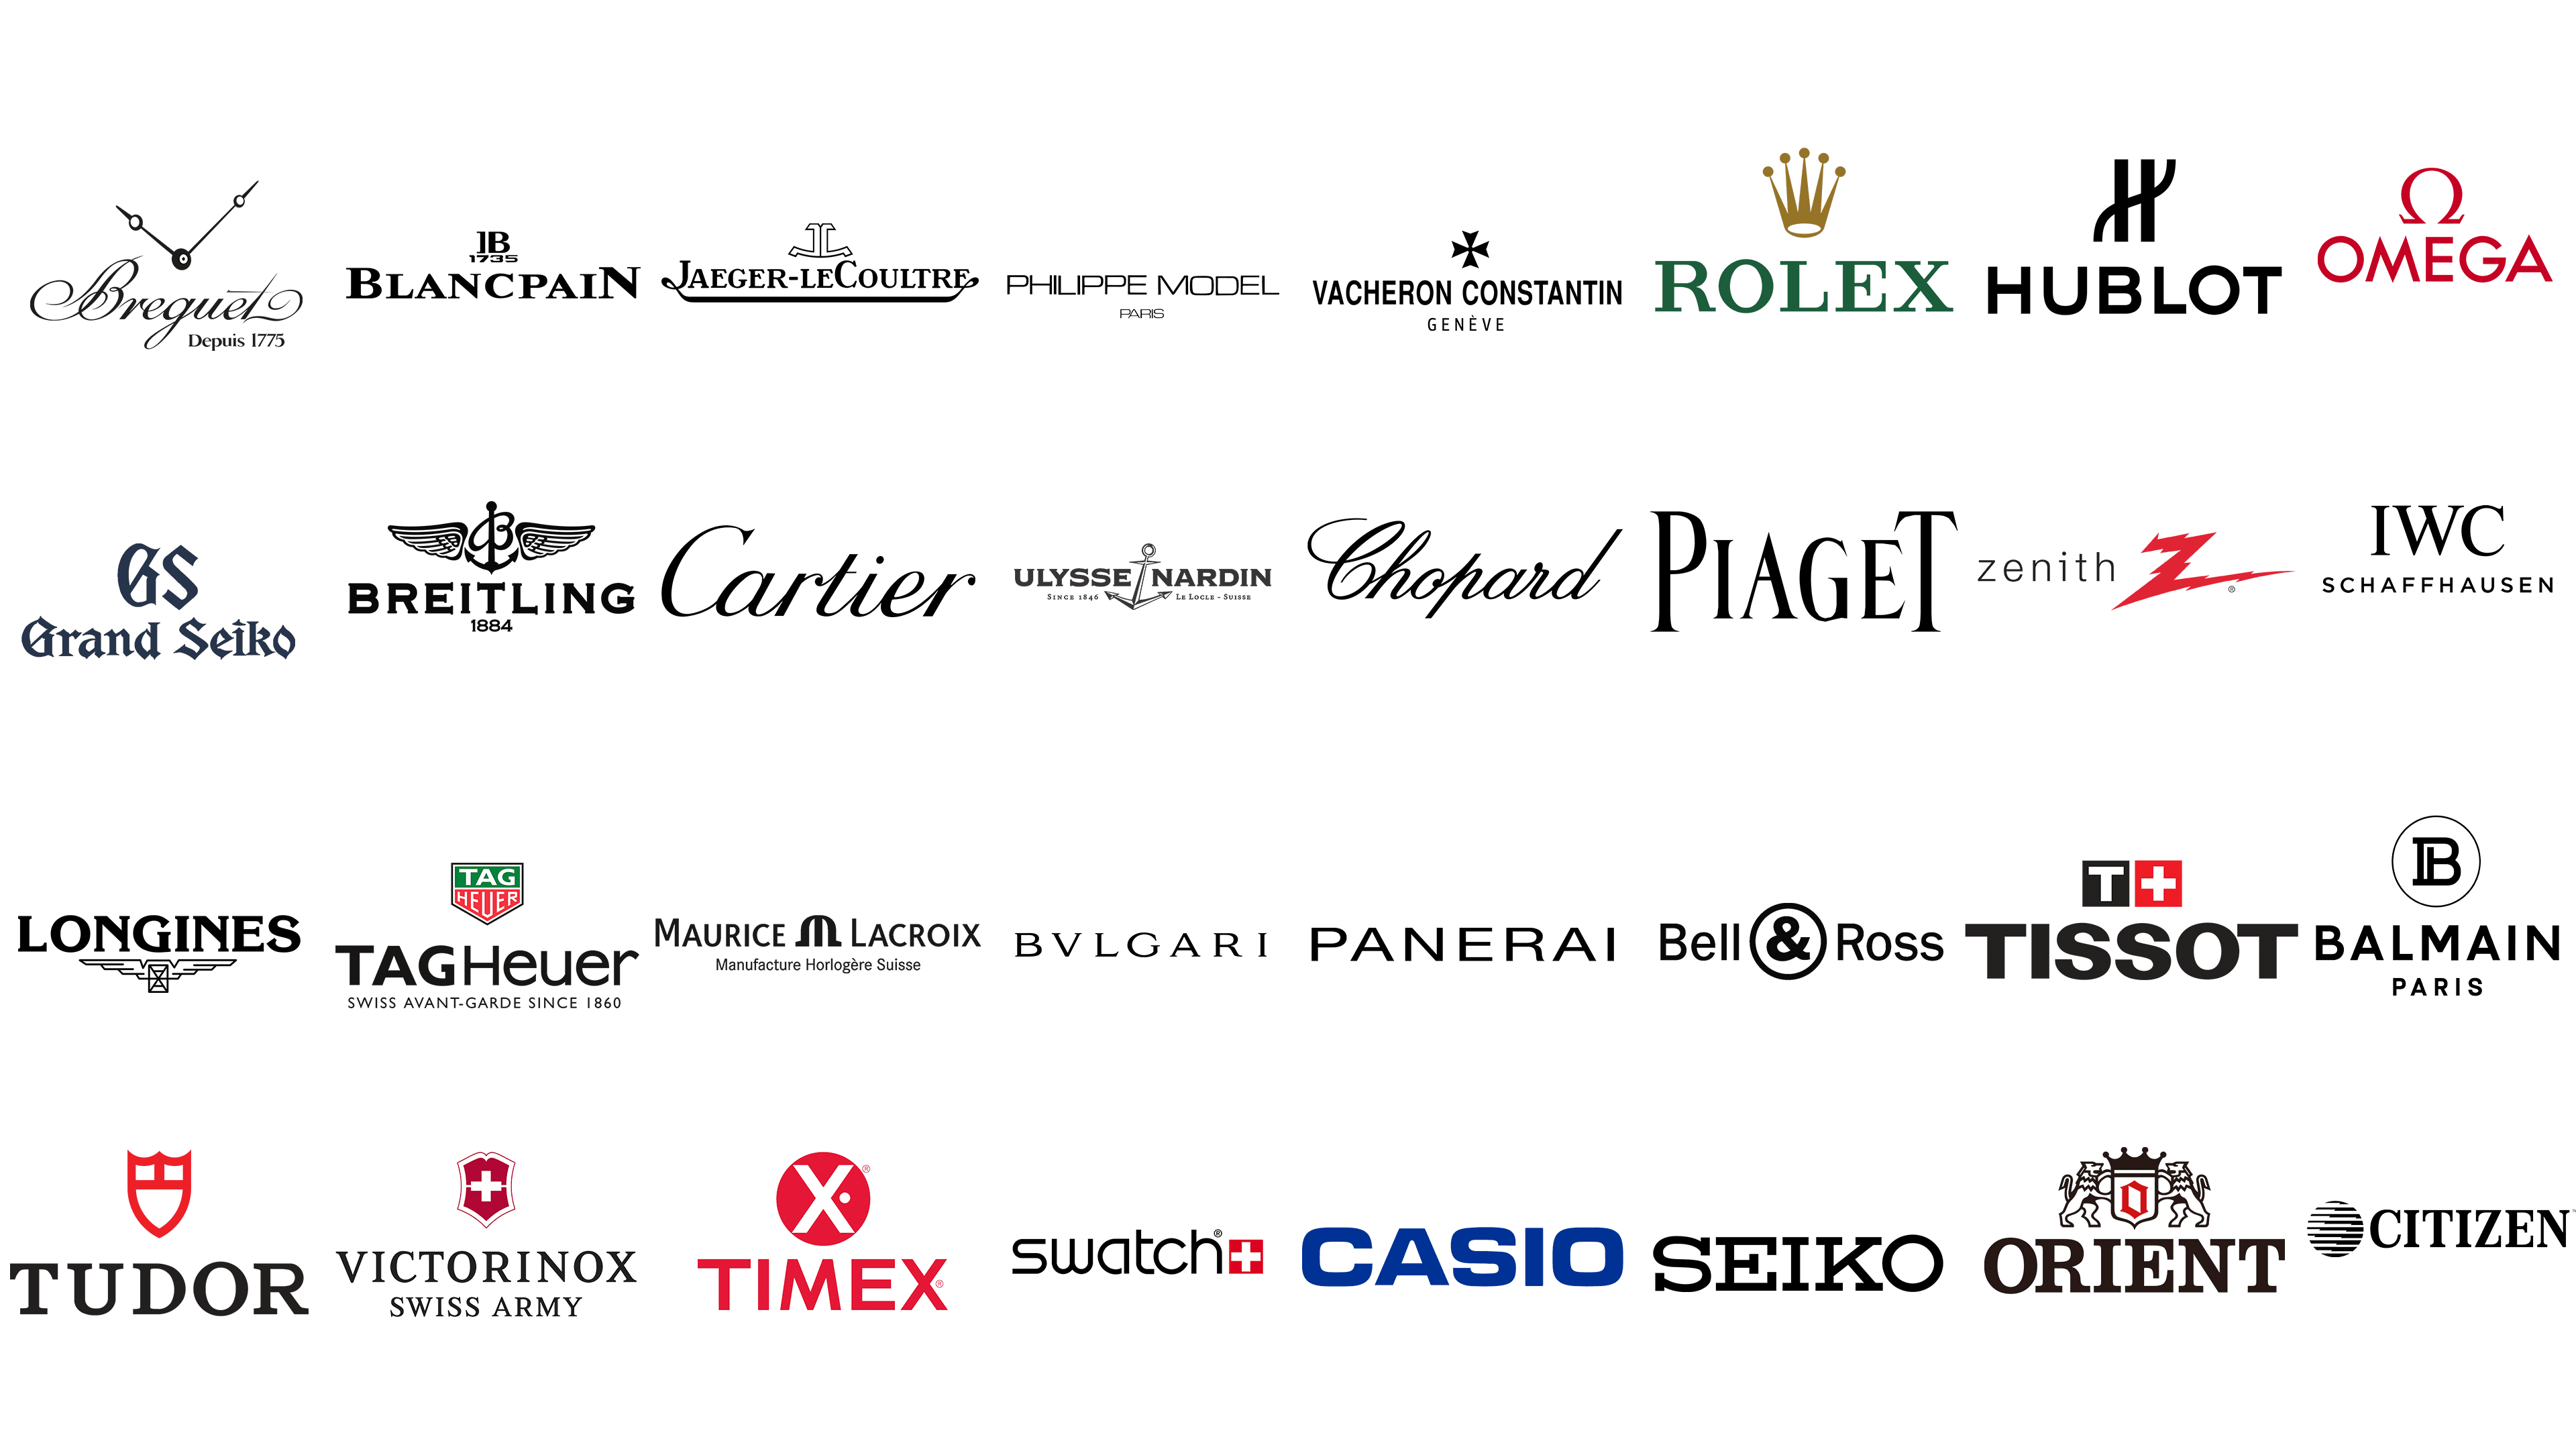 Breguet
Depuis 1775
JB
1735
BLANCPAIN
JAEGER-LECOULTRE
PHILIPPE MODEL
PARIS
VACHERON CONSTANTIN
GENÈVE
ROLEX
HUBLOT
Ω
OMEGA
GS
Grand Seiko
B
BREITLING
1884
Cartier
ULYSSE NARDIN
SINCE 1846 LE LOCLE - SUISSE
Chopard
PIAGET
zenith Z®
IWC
SCHAFFHAUSEN
LONGINES
TAG
HEUER
TAGHeuer
SWISS AVANT-GARDE SINCE 1860
MAURICE M LACROIX
Manufacture Horlogère Suisse
BVLGARI
PANERAI
Bell & Ross
T+
TISSOT
B
BALMAIN
PARIS
TUDOR
VICTORINOX
SWISS ARMY
X®
TIMEX®
swatch®
CASIO
SEIKO
O
ORIENT
CITIZEN